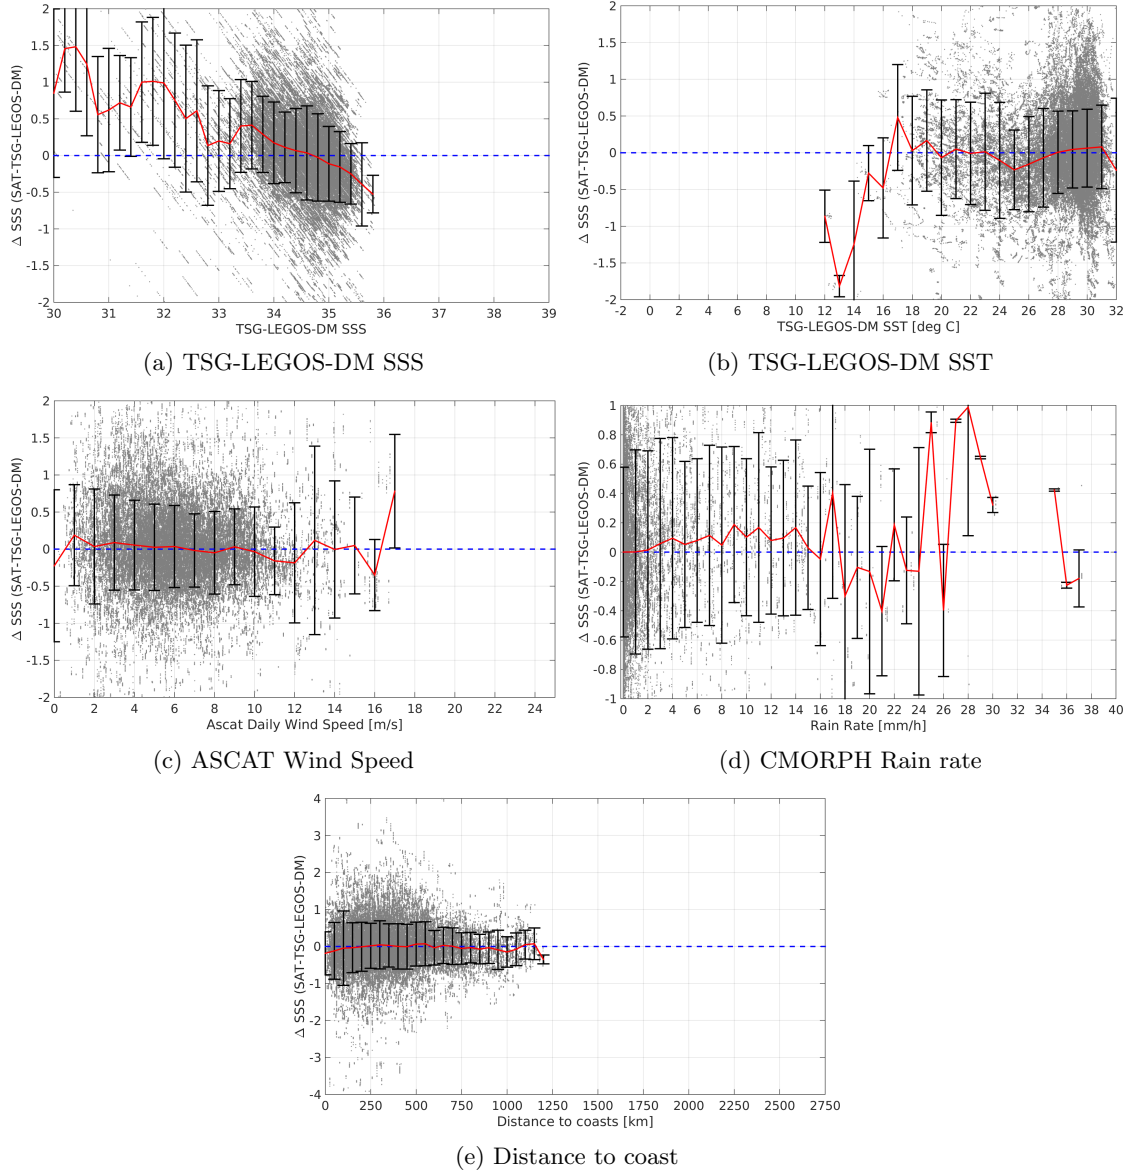 Δ SSS (SAT-TSG-LEGOS-DM)
2
1.5
1
0.5
0
-0.5
-1
-1.5
-2
30 31 32 33 34 35 36 37 38 39
TSG-LEGOS-DM SSS
(a) TSG-LEGOS-DM SSS
Δ SSS (SAT-TSG-LEGOS-DM)
2
1.5
1
0.5
0
-0.5
-1
-1.5
-2
-2 0 2 4 6 8 10 12 14 16 18 20 22 24 26 28 30 32
TSG-LEGOS-DM SST [deg C]
(b) TSG-LEGOS-DM SST
Δ SSS (SAT-TSG-LEGOS-DM)
2
1.5
1
0.5
0
-0.5
-1
-1.5
-2
0 2 4 6 8 10 12 14 16 18 20 22 24
Ascat Daily Wind Speed [m/s]
(c) ASCAT Wind Speed
Δ SSS (SAT-TSG-LEGOS-DM)
1
0.8
0.6
0.4
0.2
0
-0.2
-0.4
-0.6
-0.8
-1
0 2 4 6 8 10 12 14 16 18 20 22 24 26 28 30 32 34 36 38 40
Rain Rate [mm/h]
(d) CMORPH Rain rate
Δ SSS (SAT-TSG-LEGOS-DM)
4
3
2
1
0
-1
-2
-3
-4
0 250 500 750 1000 1250 1500 1750 2000 2250 2500 2750
Distance to coasts [km]
(e) Distance to coast